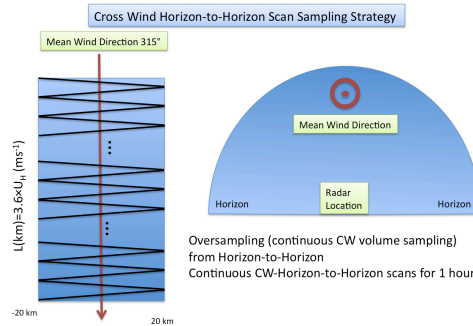 Cross Wind Horizon-to-Horizon Scan Sampling Strategy
Mean Wind Direction 315°
L(km)=3.6×U_H (ms⁻¹)
-20 km
20 km
Mean Wind Direction
Radar
Location
Horizon
Horizon
Oversampling (continuous CW volume sampling)
from Horizon-to-Horizon
Continuous CW-Horizon-to-Horizon scans for 1 hour